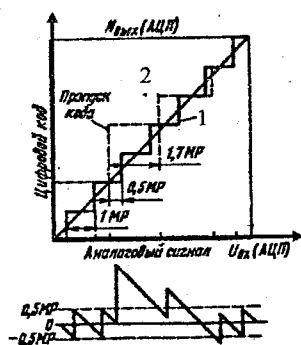 Nвых(АЦП)
2
Пропуск
кода
1
1,7МР
0,5МР
1МР
Цифровой код
Аналоговый сигнал Uвх(АЦП)
0,5МР
0
-0,5МР